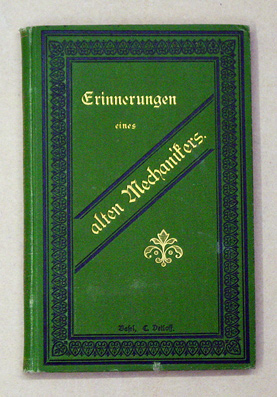 Erinnerungen
eines
alten Mechanikers.
Basel, C. Detloff.